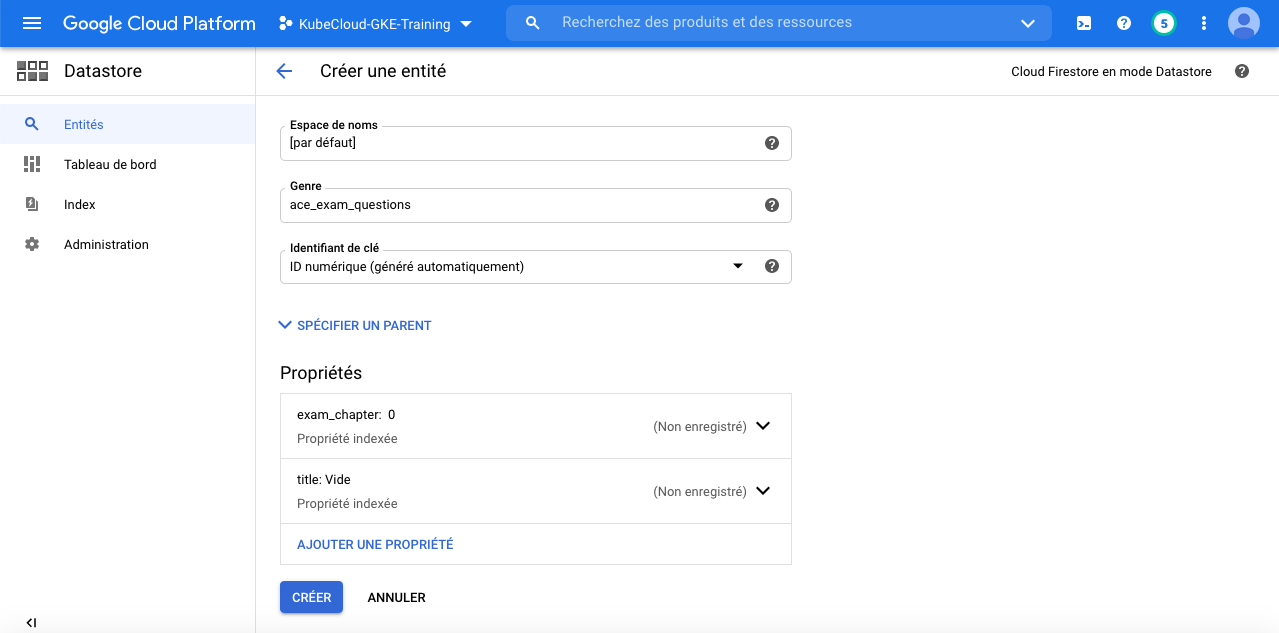 Google Cloud Platform
KubeCloud-GKE-Training
Recherchez des produits et des ressources
5
Datastore
Créer une entité
Cloud Firestore en mode Datastore
Entités
Tableau de bord
Index
Administration
Espace de noms
[par défaut]
Genre
ace_exam_questions
Identifiant de clé
ID numérique (généré automatiquement)
SPÉCIFIER UN PARENT
Propriétés
exam_chapter: 0
Propriété indexée
(Non enregistré)
title: Vide
Propriété indexée
(Non enregistré)
AJOUTER UNE PROPRIÉTÉ
CRÉER
ANNULER